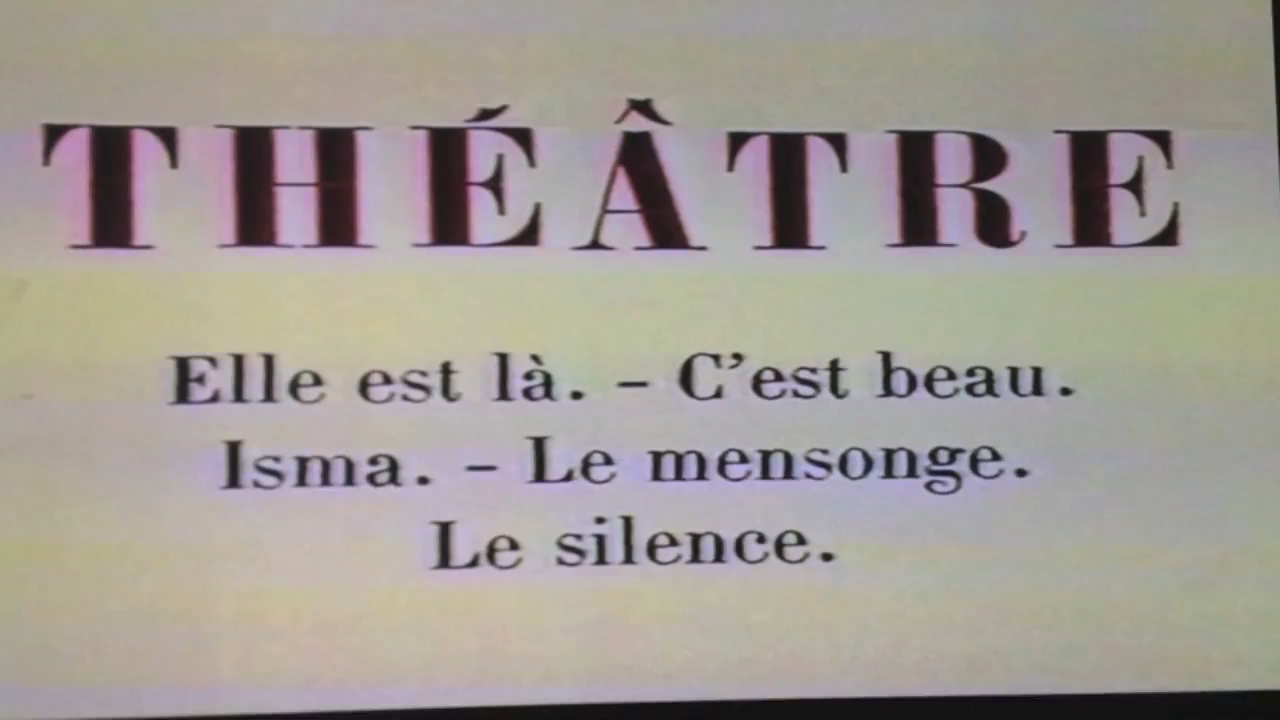 THÉÂTRE
Elle est là. – C’est beau.
Isma. – Le mensonge.
Le silence.